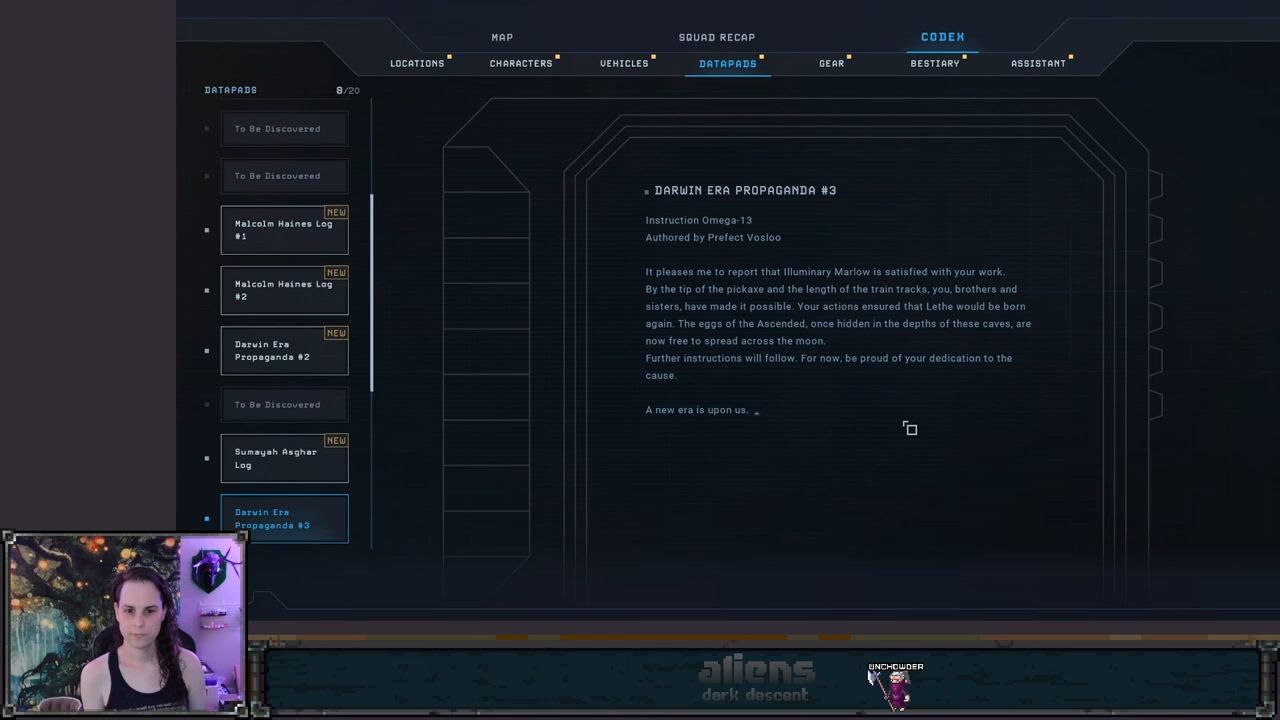 MAP
SQUAD RECAP
CODEX
LOCATIONS
CHARACTERS
VEHICLES
DATAPADS
GEAR
BESTIARY
ASSISTANT
DATAPADS
8/20
To Be Discovered
To Be Discovered
NEW
Malcolm Haines Log
#1
NEW
Malcolm Haines Log
#2
NEW
Darwin Era
Propaganda #2
To Be Discovered
NEW
Sumayah Asghar
Log
Darwin Era
Propaganda #3
DARWIN ERA PROPAGANDA #3
Instruction Omega-13
Authored by Prefect Vosloo
It pleases me to report that Illuminary Marlow is satisfied with your work.
By the tip of the pickaxe and the length of the train tracks, you, brothers and
sisters, have made it possible. Your actions ensured that Lethe would be born
again. The eggs of the Ascended, once hidden in the depths of these caves, are
now free to spread across the moon.
Further instructions will follow. For now, be proud of your dedication to the
cause.
A new era is upon us.
aliens
dark descent
UNCHOWDER